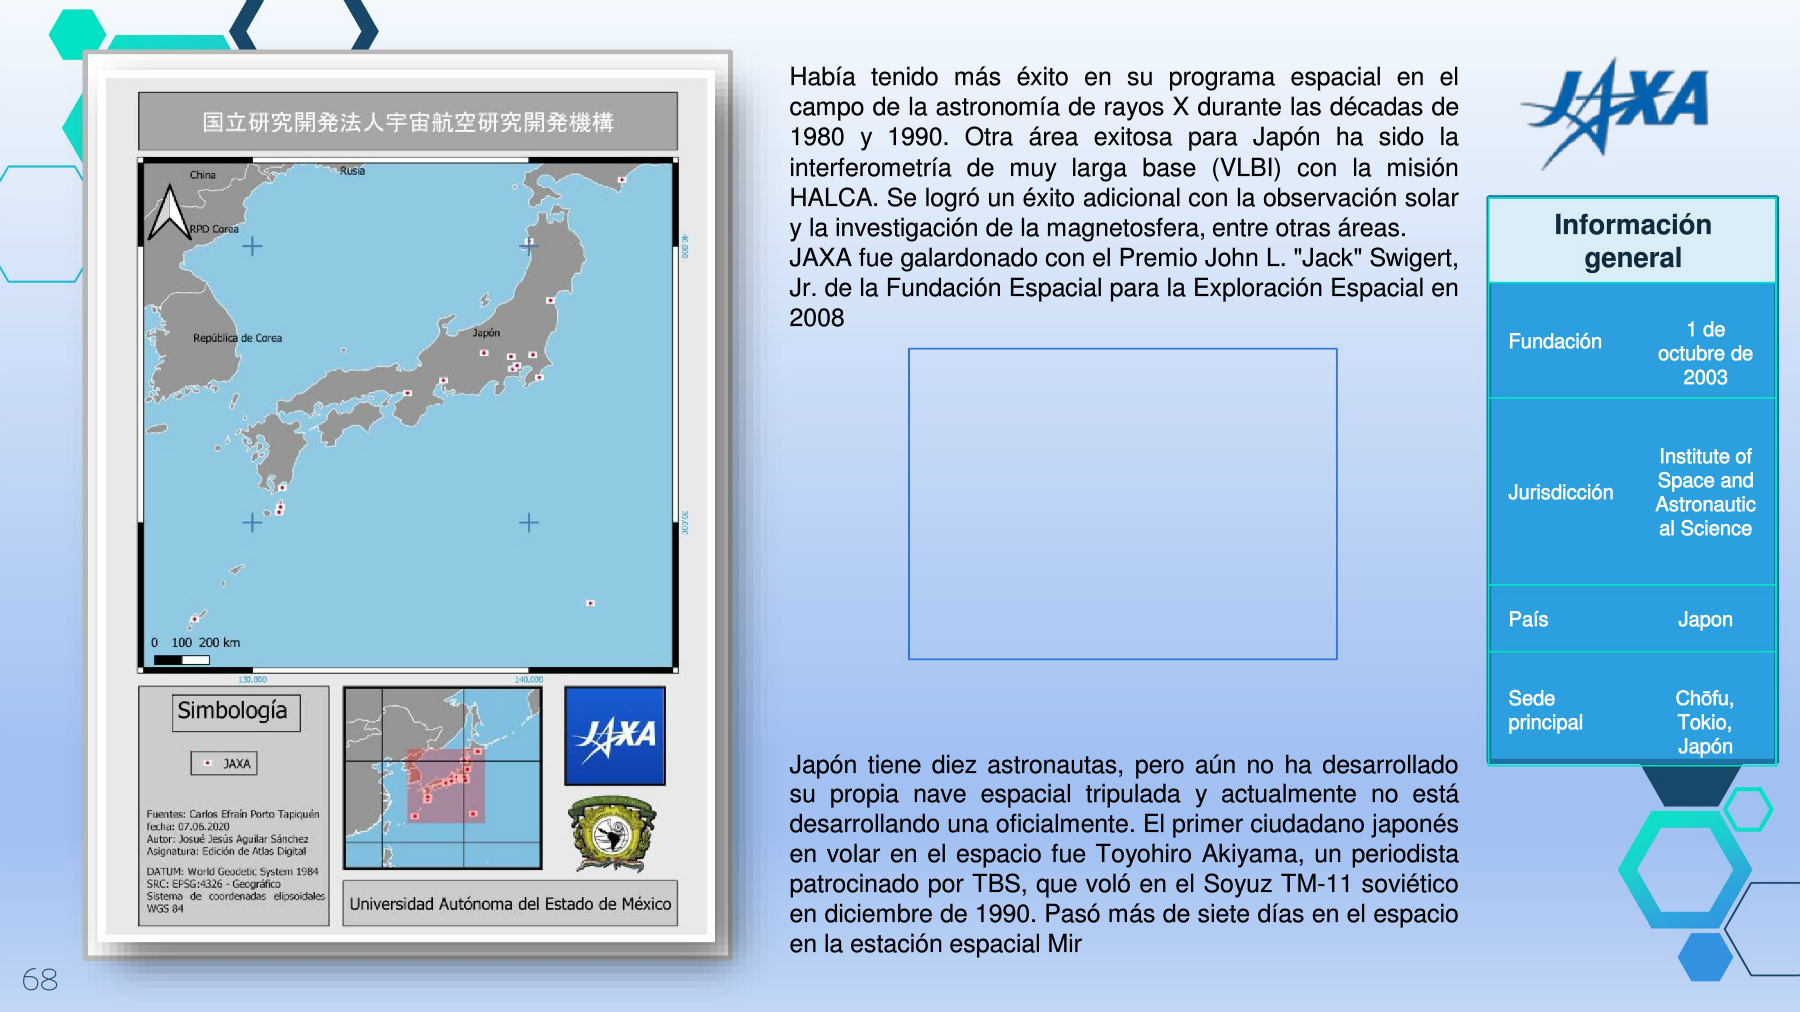 国立研究開発法人宇宙航空研究開発機構
China
Rusia
RPD Corea
República de Corea
Japón
40.000
30.000
0 100 200 km
130.000
140.000
Simbología
JAXA
Fuentes: Carlos Efraín Porto Tapiquén
fecha: 07.06.2020
Autor: Josué Jesús Aguilar Sánchez
Asignatura: Edición de Atlas Digital
DATUM: World Geodetic System 1984
SRC: EPSG:4326 - Geográfico
Sistema de coordenadas elipsoidales
WGS 84
JAXA
Universidad Autónoma del Estado de México
68
Había tenido más éxito en su programa espacial en el
campo de la astronomía de rayos X durante las décadas de
1980 y 1990. Otra área exitosa para Japón ha sido la
interferometría de muy larga base (VLBI) con la misión
HALCA. Se logró un éxito adicional con la observación solar
y la investigación de la magnetosfera, entre otras áreas.
JAXA fue galardonado con el Premio John L. "Jack" Swigert,
Jr. de la Fundación Espacial para la Exploración Espacial en
2008
Japón tiene diez astronautas, pero aún no ha desarrollado
su propia nave espacial tripulada y actualmente no está
desarrollando una oficialmente. El primer ciudadano japonés
en volar en el espacio fue Toyohiro Akiyama, un periodista
patrocinado por TBS, que voló en el Soyuz TM-11 soviético
en diciembre de 1990. Pasó más de siete días en el espacio
en la estación espacial Mir
JAXA
Información
general
Fundación
1 de
octubre de
2003
Jurisdicción
Institute of
Space and
Astronautic
al Science
País
Japon
Sede
principal
Chōfu,
Tokio,
Japón